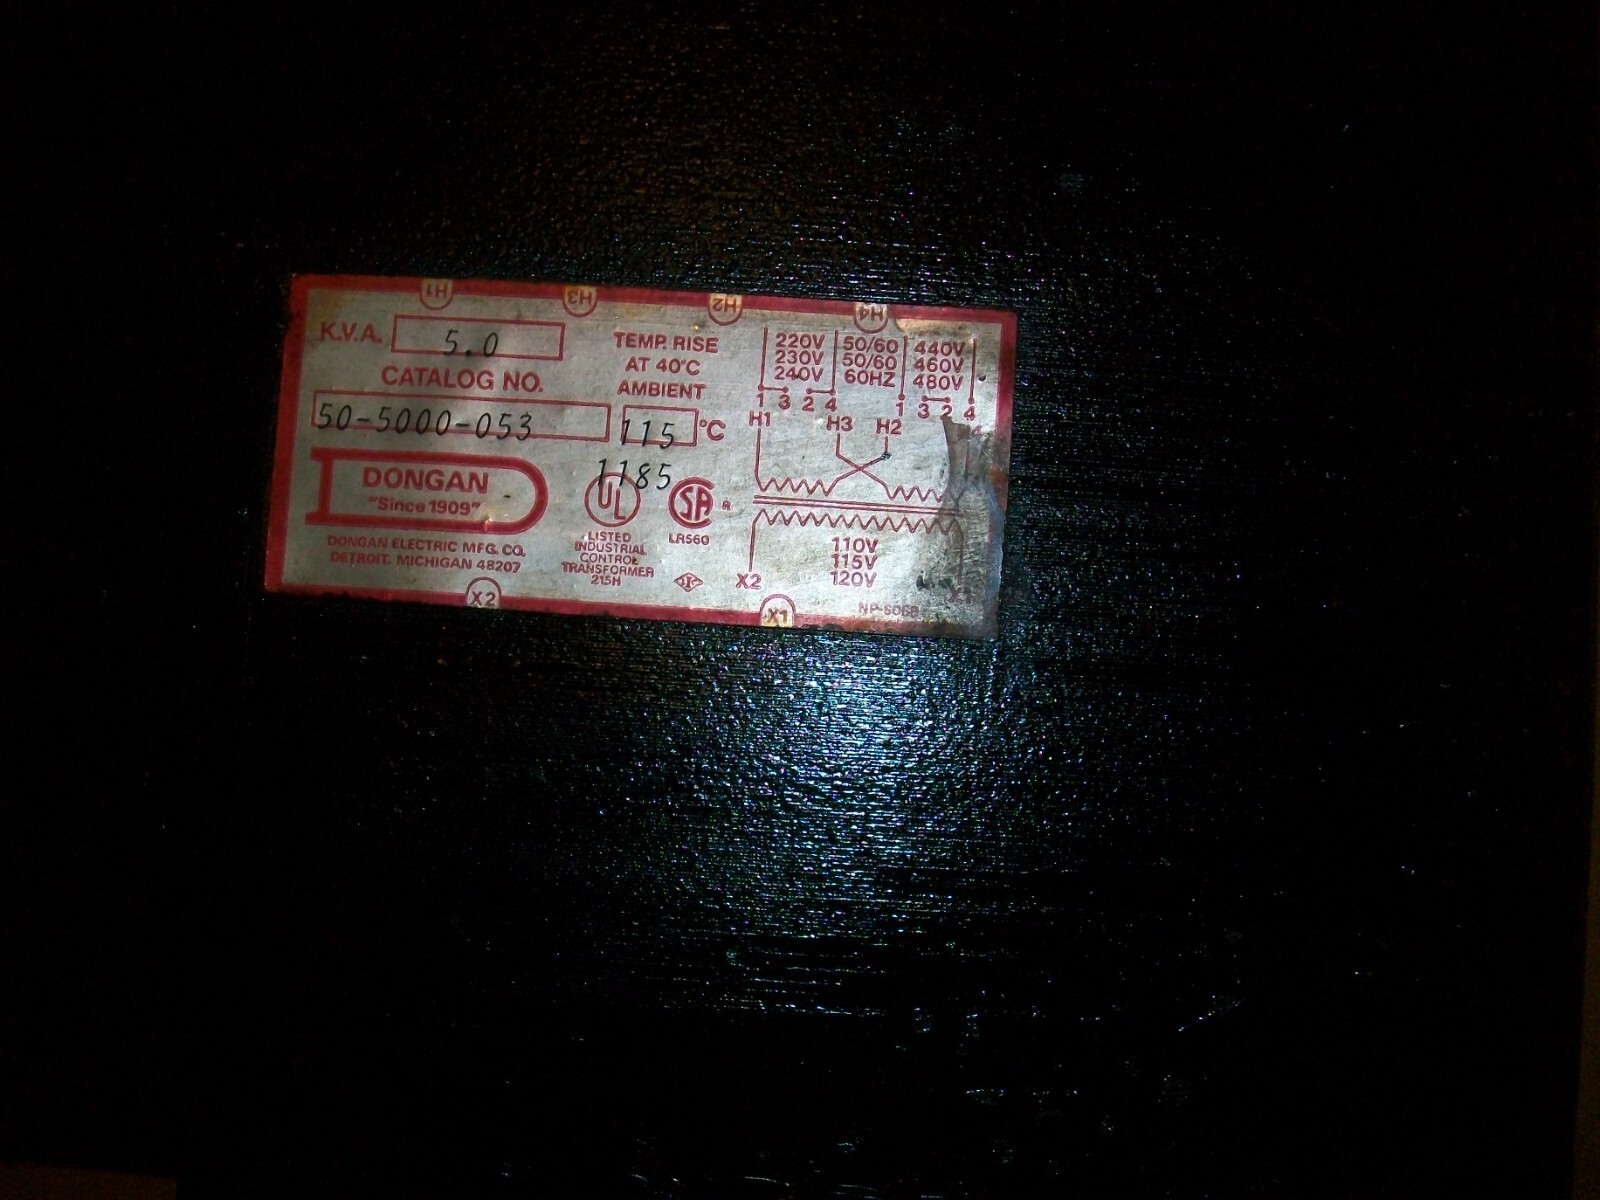 H1 H3 H2 H4
K.V.A. 5.0
CATALOG NO.
50-5000-053
TEMP. RISE
AT 40°C
AMBIENT
115 °C
1185
DONGAN
"Since 1909"
DONGAN ELECTRIC MFG. CO.
DETROIT, MICHIGAN 48207
UL
LISTED
INDUSTRIAL
CONTROL
TRANSFORMER
215H
SA
LR560
220V 50/60 440V
230V 50/60 460V
240V 60HZ 480V
1 3 2 4 1 3 2 4
H1 H3 H2
110V
115V
X2 120V X1
X2 X1